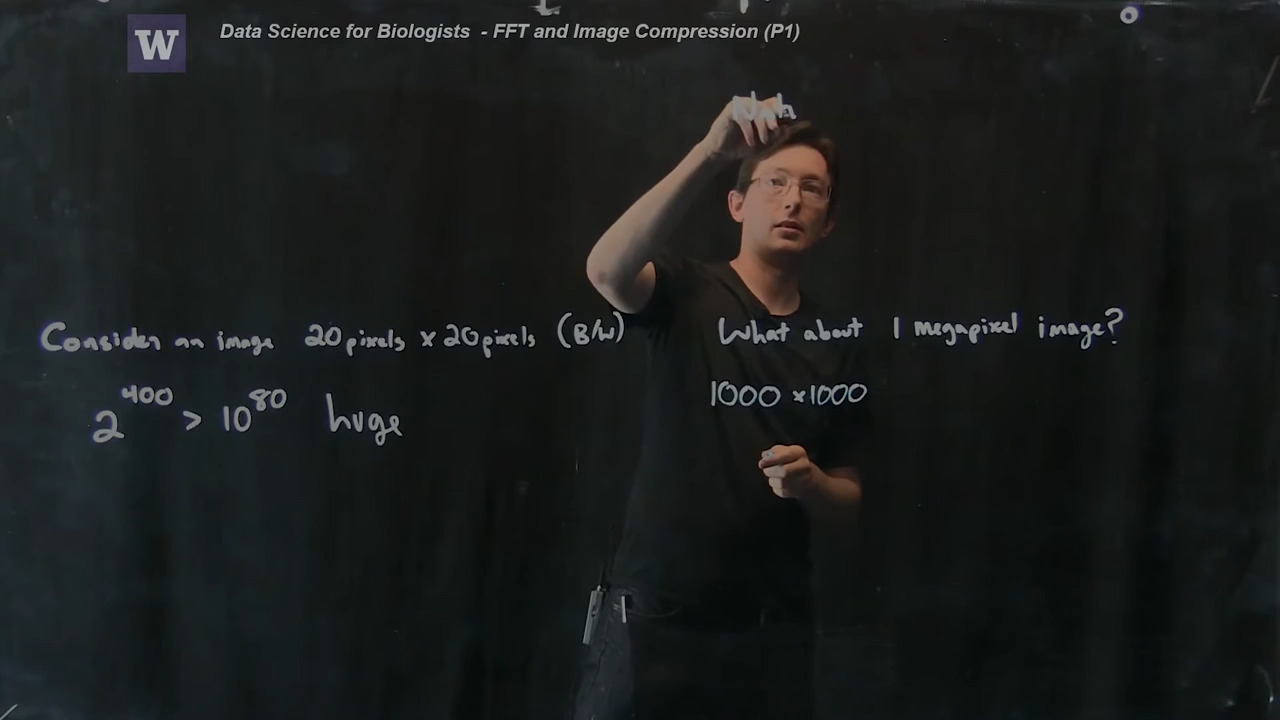 W
Data Science for Biologists - FFT and Image Compression (P1)
Consider an image 20 pixels x 20 pixels (B/W)
2^400 > 10^80 huge
What about 1 megapixel image?
1000 x 1000